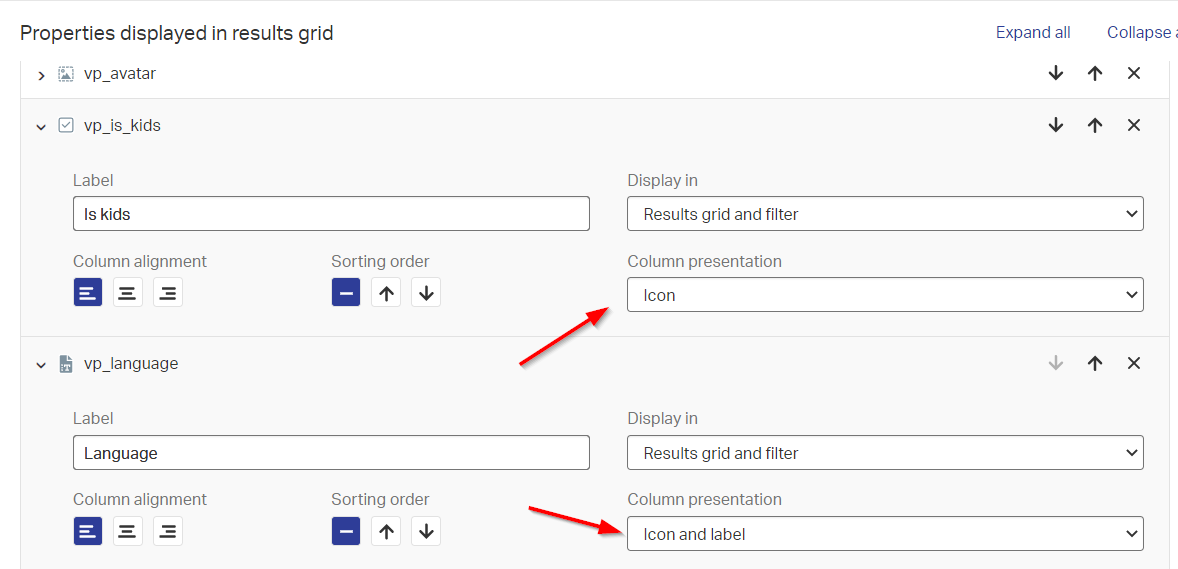 Properties displayed in results grid
Expand all Collapse a
vp_avatar
vp_is_kids
Label Display in
Is kids Results grid and filter
Column alignment Sorting order Column presentation
Icon
vp_language
Label Display in
Language Results grid and filter
Column alignment Sorting order Column presentation
Icon and label